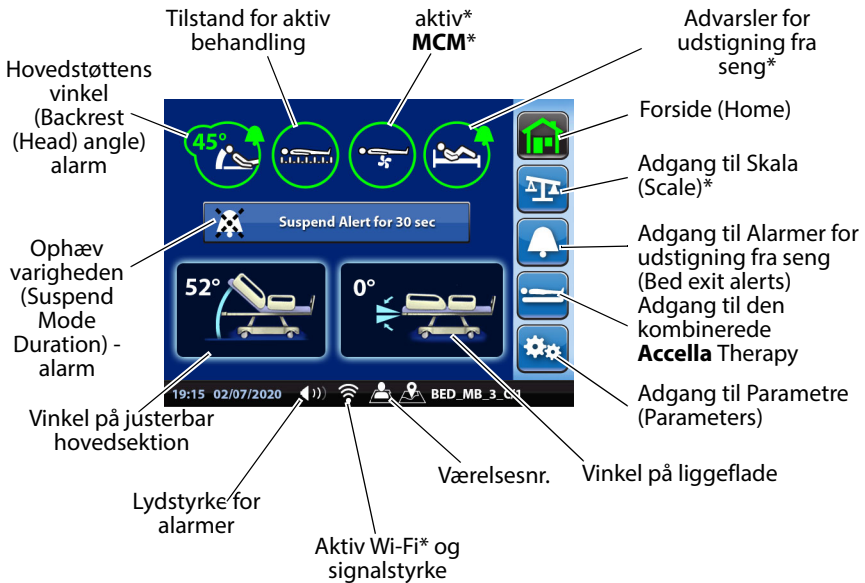 Tilstand for aktiv
behandling
aktiv*
MCM*
Advarsler for
udstigning fra
seng*
Hovedstøttens
vinkel
(Backrest
(Head) angle)
alarm
Forside (Home)
Adgang til Skala
(Scale)*
Adgang til Alarmer for
udstigning fra seng
(Bed exit alerts)
Adgang til den
kombinerede
Accella Therapy
Adgang til Parametre
(Parameters)
45°
Suspend Alert for 30 sec
Ophæv
varigheden
(Suspend
Mode
Duration) -
alarm
52°
0°
19:15 02/07/2020
Vinkel på justerbar
hovedsektion
Lydstyrke for
alarmer
Aktiv Wi-Fi* og
signalstyrke
Værelsesnr.
Vinkel på liggeflade